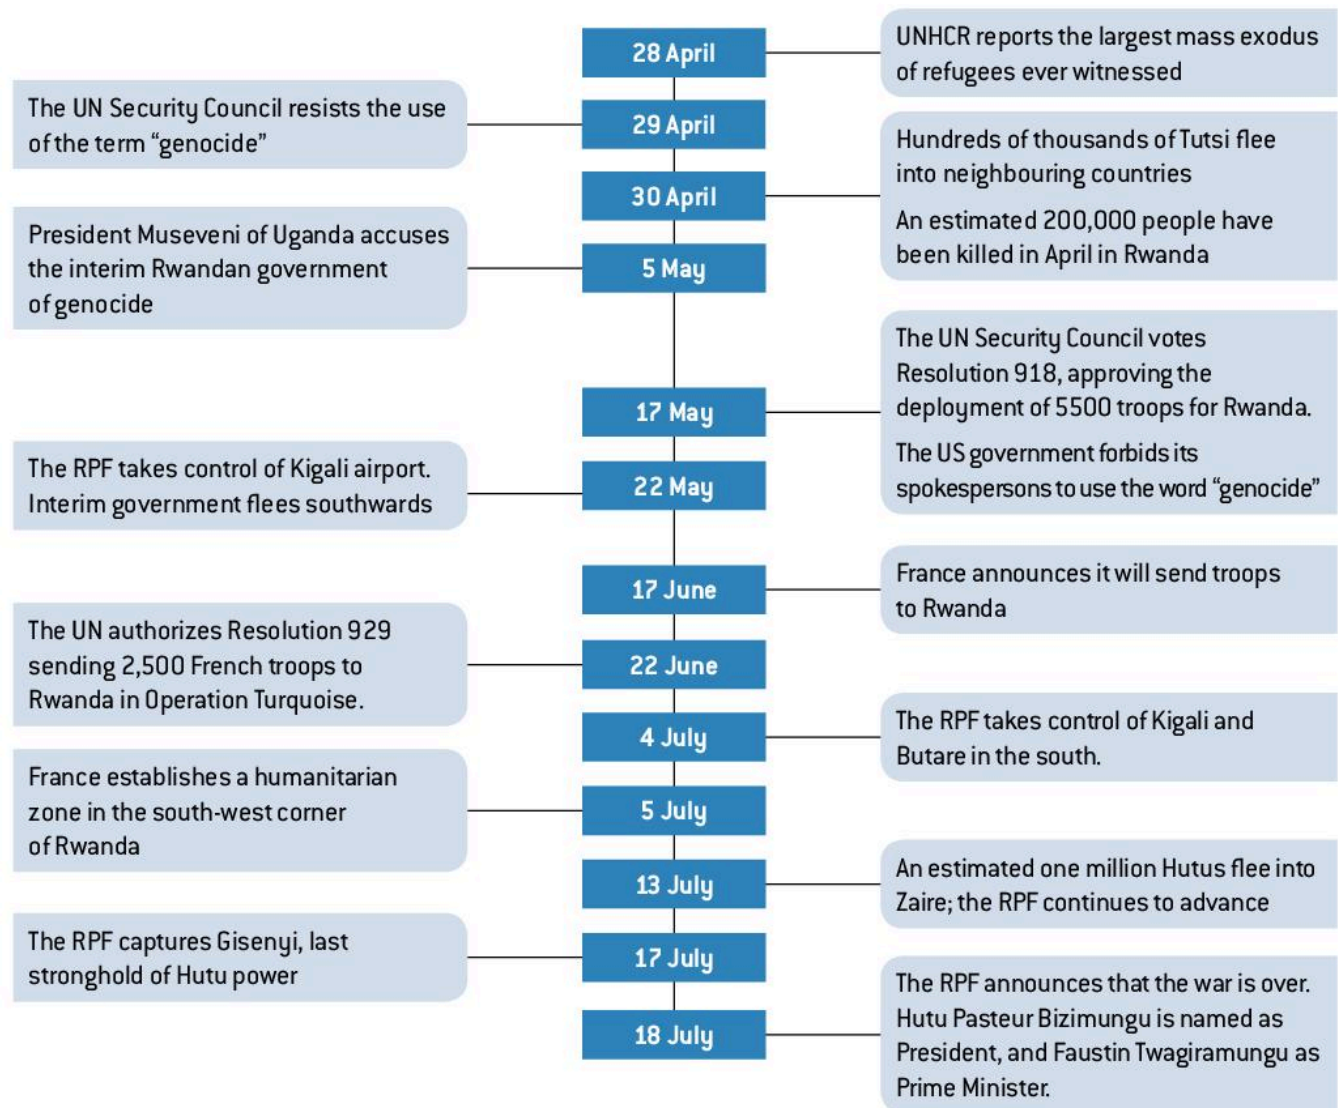 28 April
UNHCR reports the largest mass exodus
of refugees ever witnessed
29 April
The UN Security Council resists the use
of the term “genocide”
30 April
Hundreds of thousands of Tutsi flee
into neighbouring countries
An estimated 200,000 people have
been killed in April in Rwanda
5 May
President Museveni of Uganda accuses
the interim Rwandan government
of genocide
17 May
The UN Security Council votes
Resolution 918, approving the
deployment of 5500 troops for Rwanda.
The US government forbids its
spokespersons to use the word “genocide”
22 May
The RPF takes control of Kigali airport.
Interim government flees southwards
17 June
France announces it will send troops
to Rwanda
22 June
The UN authorizes Resolution 929
sending 2,500 French troops to
Rwanda in Operation Turquoise.
4 July
The RPF takes control of Kigali and
Butare in the south.
5 July
France establishes a humanitarian
zone in the south-west corner
of Rwanda
13 July
An estimated one million Hutus flee into
Zaire; the RPF continues to advance
17 July
The RPF captures Gisenyi, last
stronghold of Hutu power
18 July
The RPF announces that the war is over.
Hutu Pasteur Bizimungu is named as
President, and Faustin Twagiramungu as
Prime Minister.